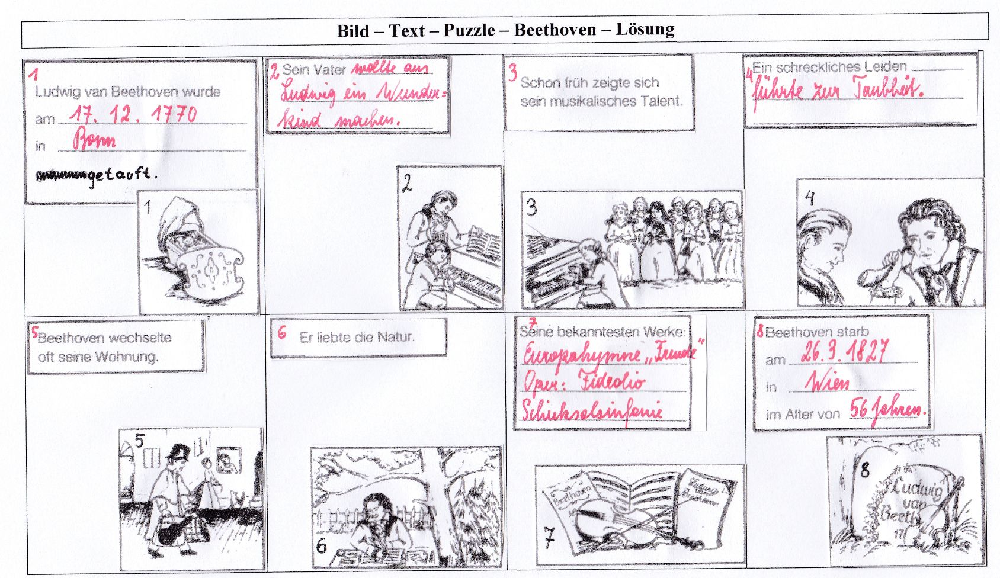 Bild – Text – Puzzle – Beethoven – Lösung
1
Ludwig van Beethoven wurde
am 17. 12. 1770
in Bonn
getauft.
1
2 Sein Vater wollte aus
Ludwig ein Wunder=
kind machen.
2
3
Schon früh zeigte sich
sein musikalisches Talent.
3
4 Ein schreckliches Leiden
führte zur Taubheit.
4
5 Beethoven wechselte
oft seine Wohnung.
5
6 Er liebte die Natur.
6
7
Seine bekanntesten Werke:
Europahymne „Freude"
Oper: Fidelio
Schicksalsinfonie
Beethoven
Ludwig
van
7
8 Beethoven starb
am 26.3.1827
in Wien
im Alter von 56 Jahren.
8
Ludwig
van
Beeth
17